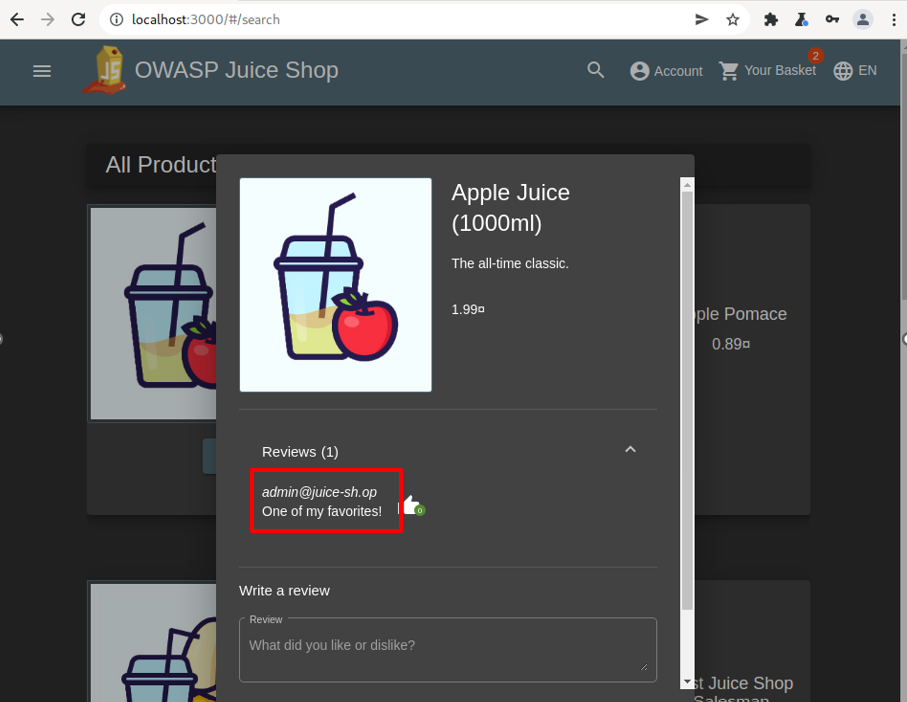 localhost:3000/#/search
JS
OWASP Juice Shop
Account
Your Basket
2
EN
All Product
Apple Juice
(1000ml)
The all-time classic.
1.99¤
ple Pomace
0.89¤
Reviews (1)
admin@juice-sh.op
One of my favorites!
0
Write a review
Review
What did you like or dislike?
st Juice Shop
Salesman